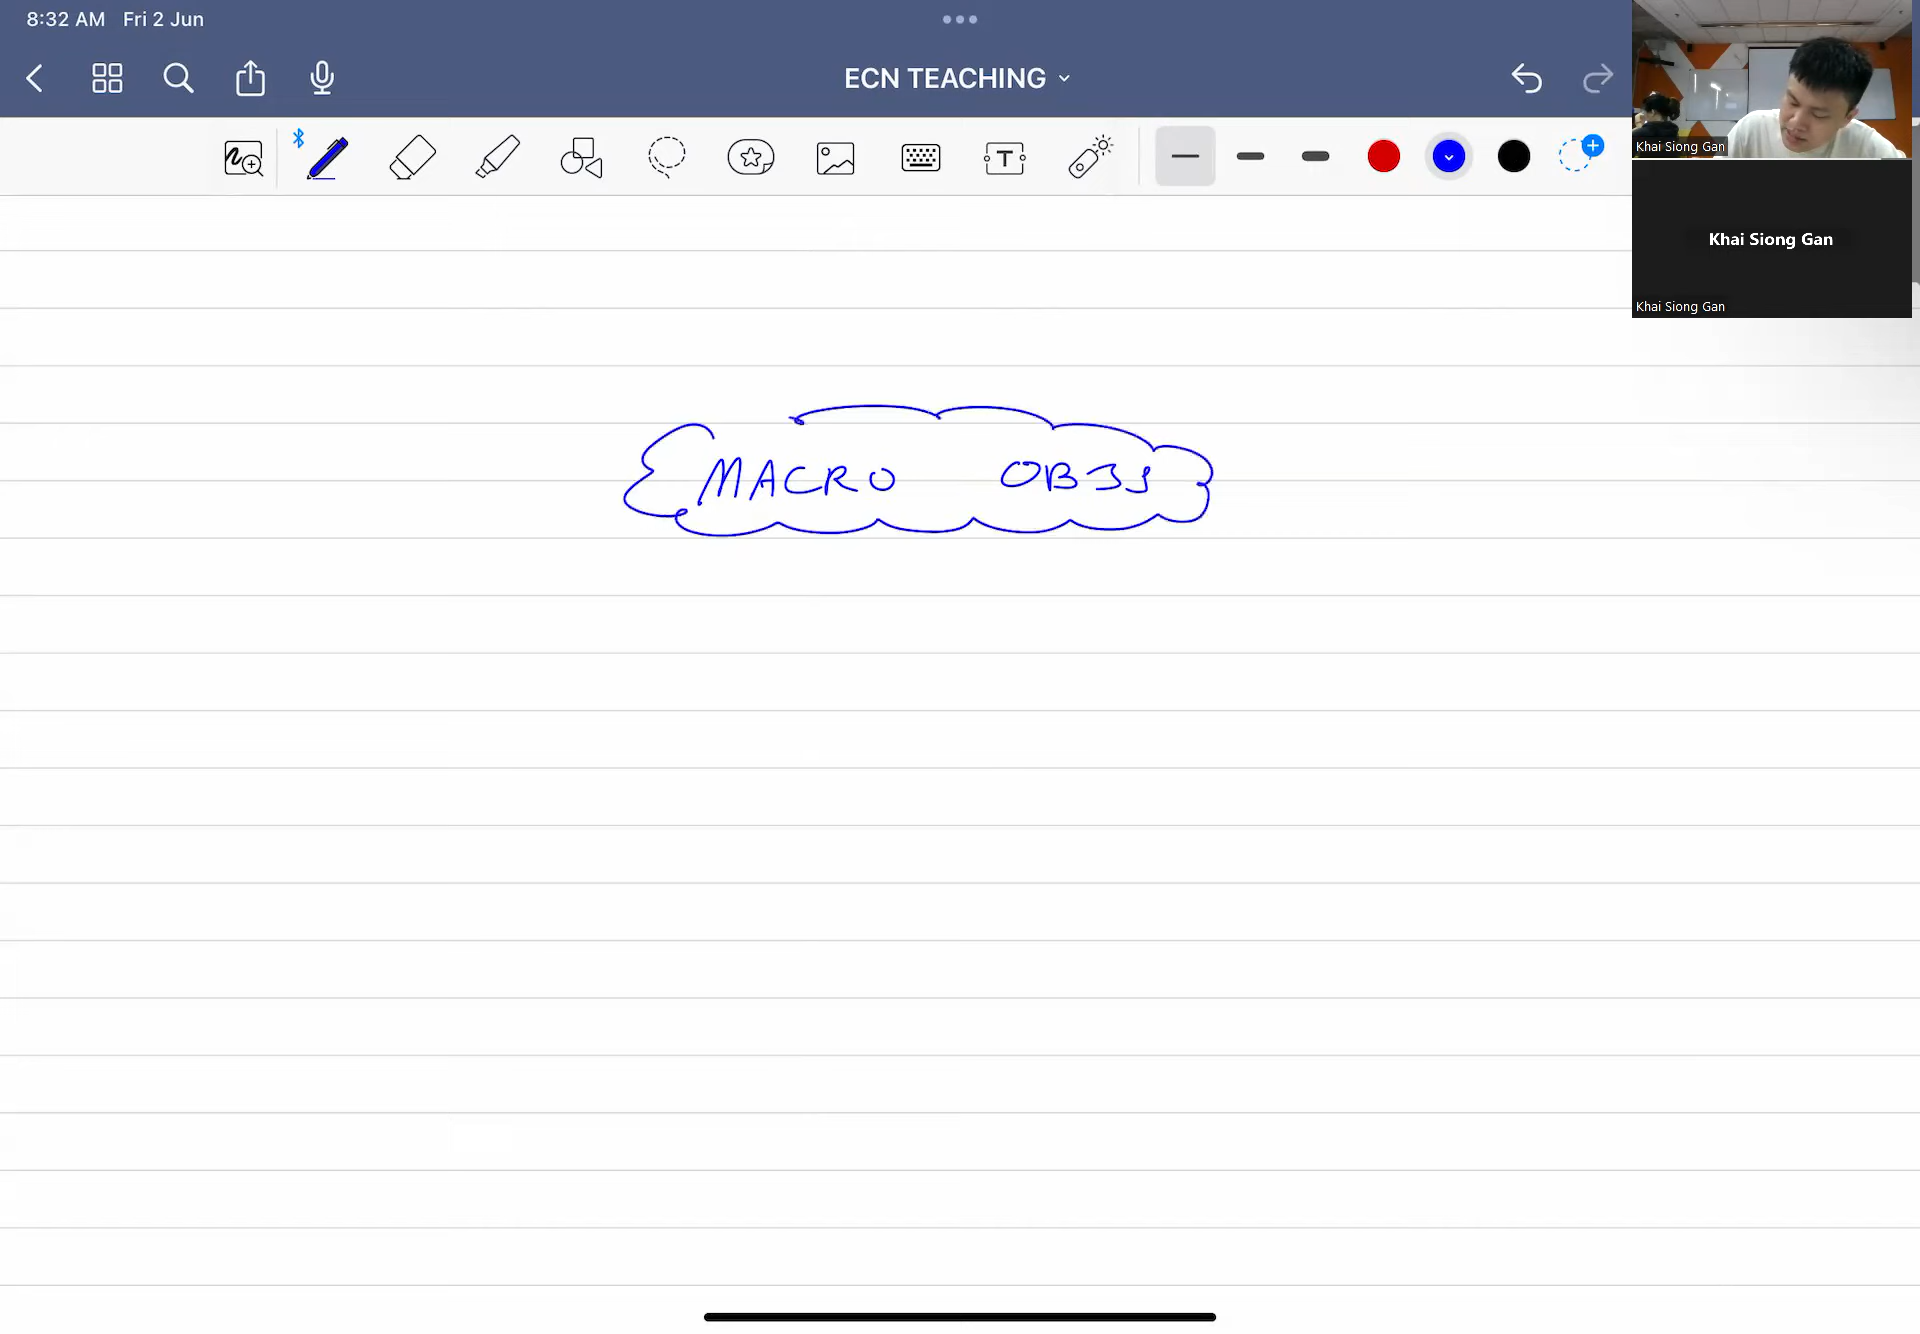 8:32 AM Fri 2 Jun
ECN TEACHING
T
Khai Siong Gan
Khai Siong Gan
Khai Siong Gan
MACRO OBJS